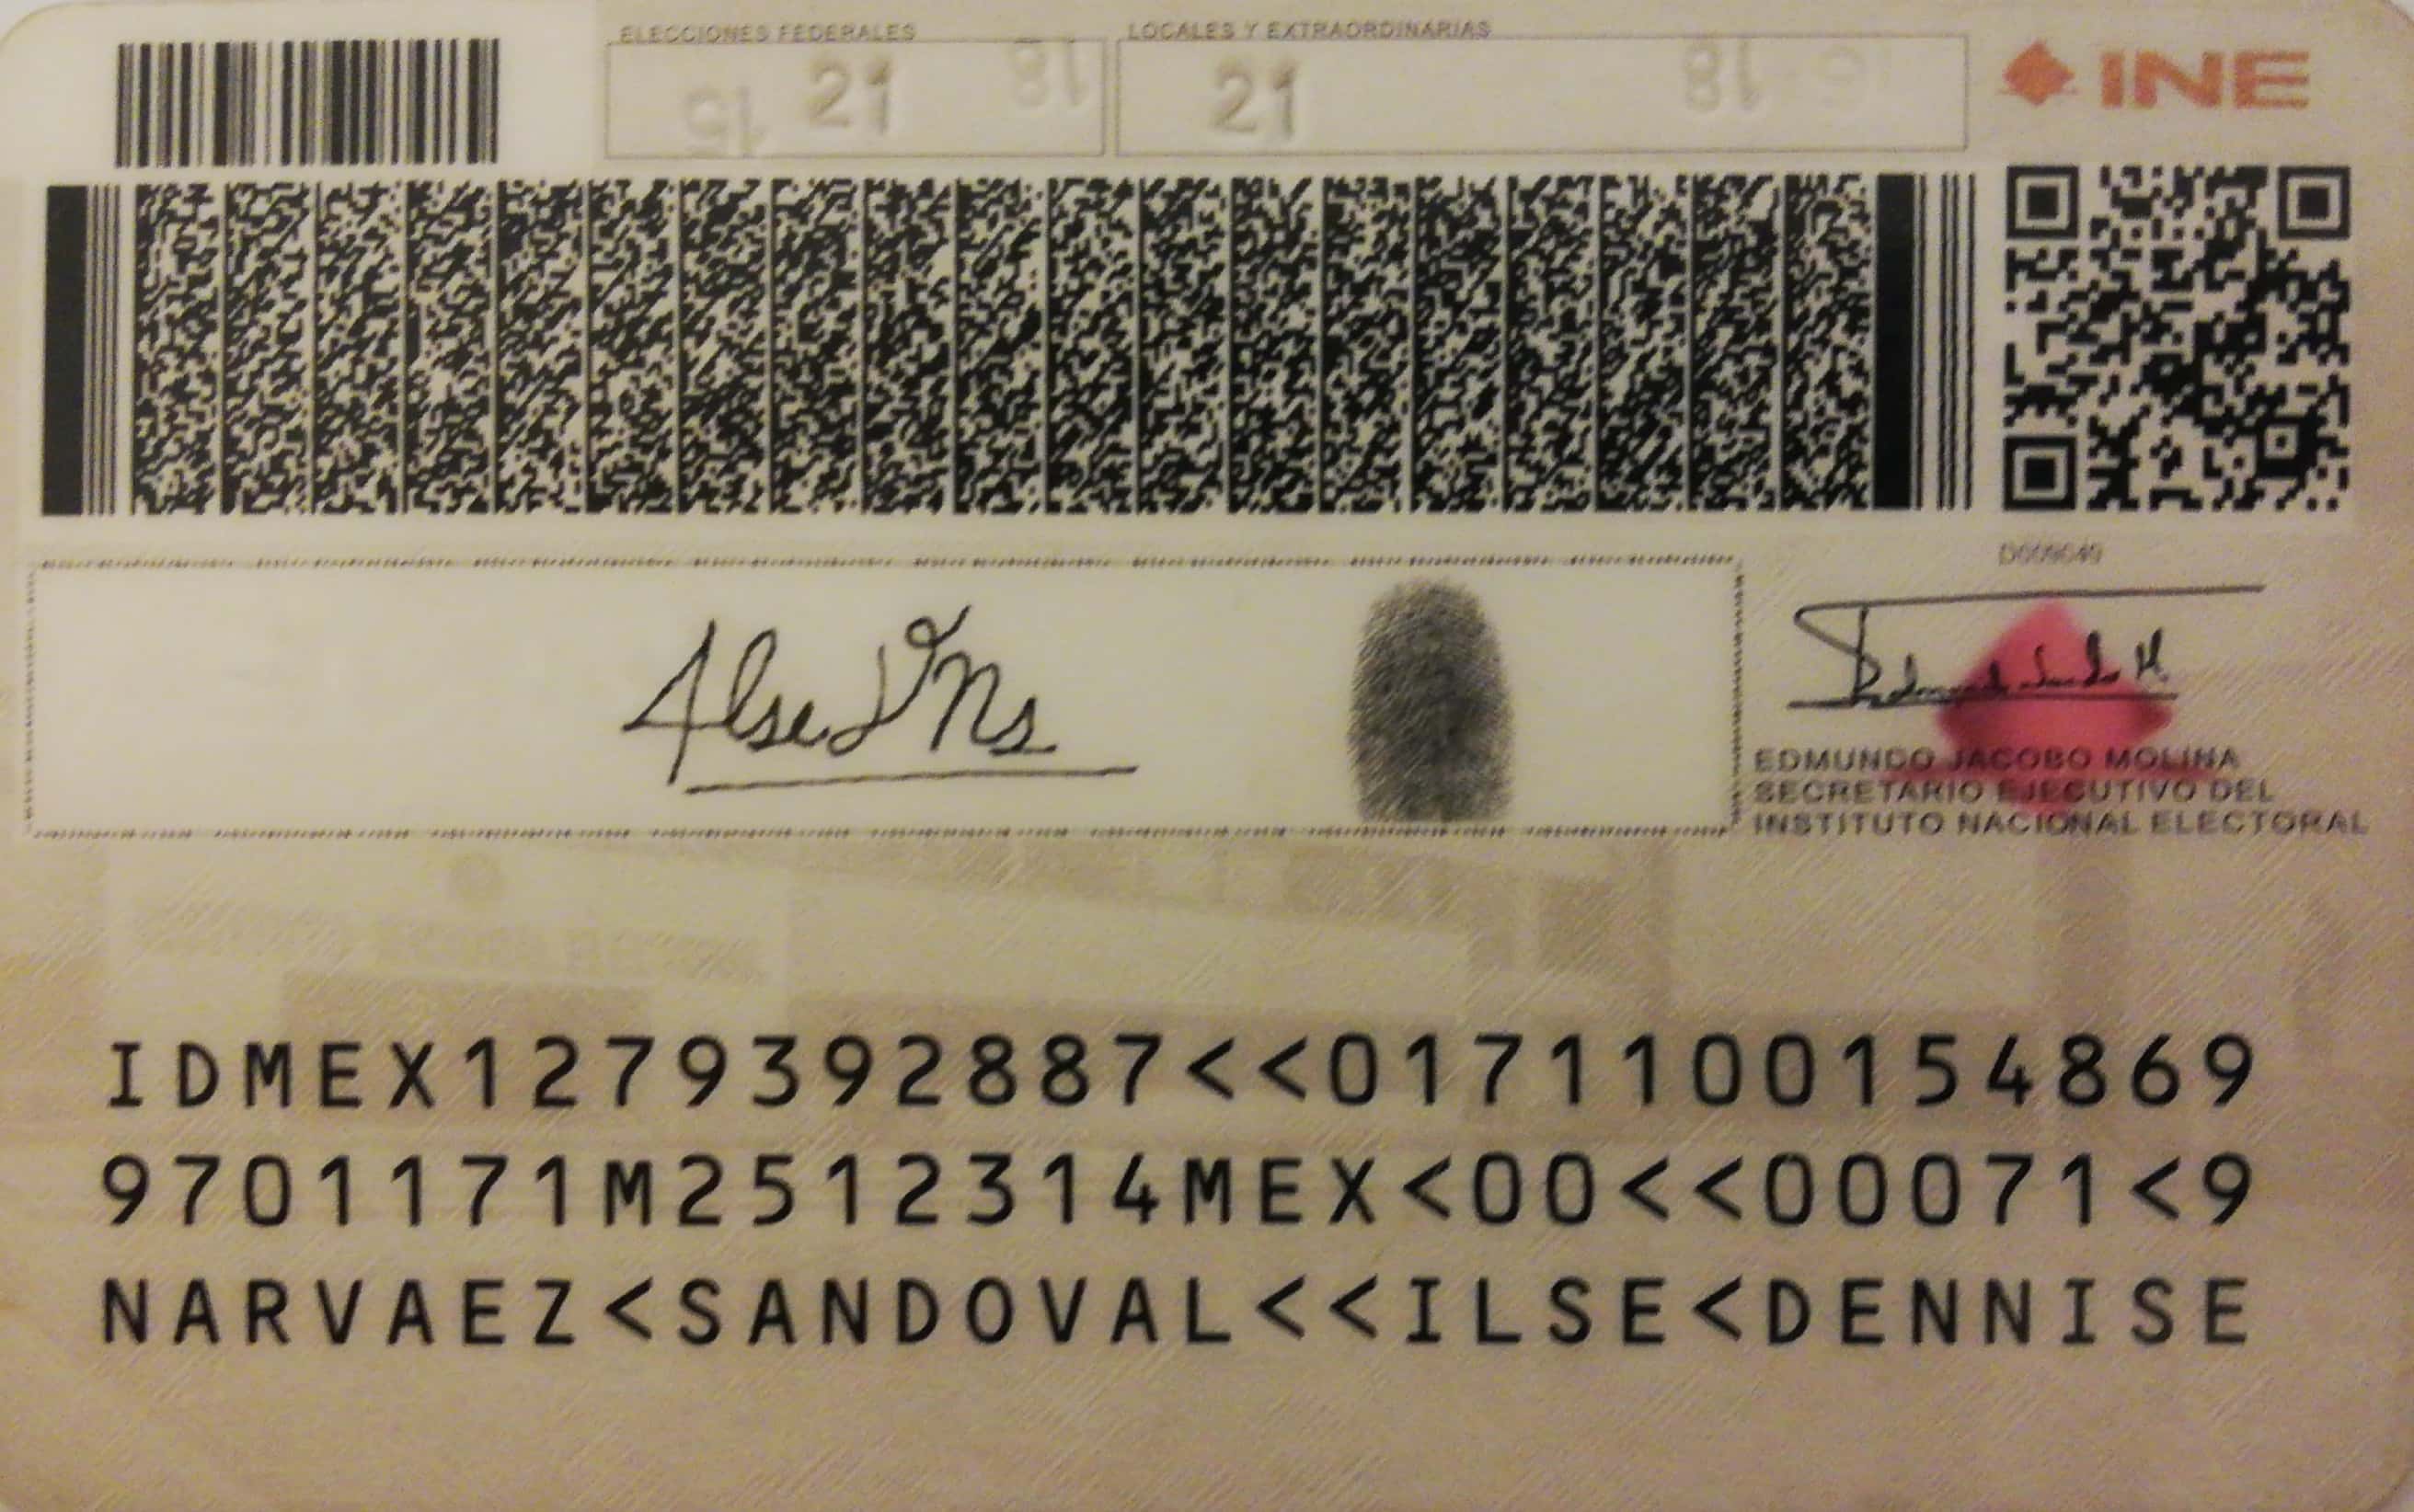 ELECCIONES FEDERALES
LOCALES Y EXTRAORDINARIAS
15 21 18
21 18
INE
D009049
EDMUNDO JACOBO MOLINA
SECRETARIO EJECUTIVO DEL
INSTITUTO NACIONAL ELECTORAL
IDMEX1279392887<<0171100154869
9701171M2512314MEX<00<<00071<9
NARVAEZ<SANDOVAL<<ILSE<DENNISE